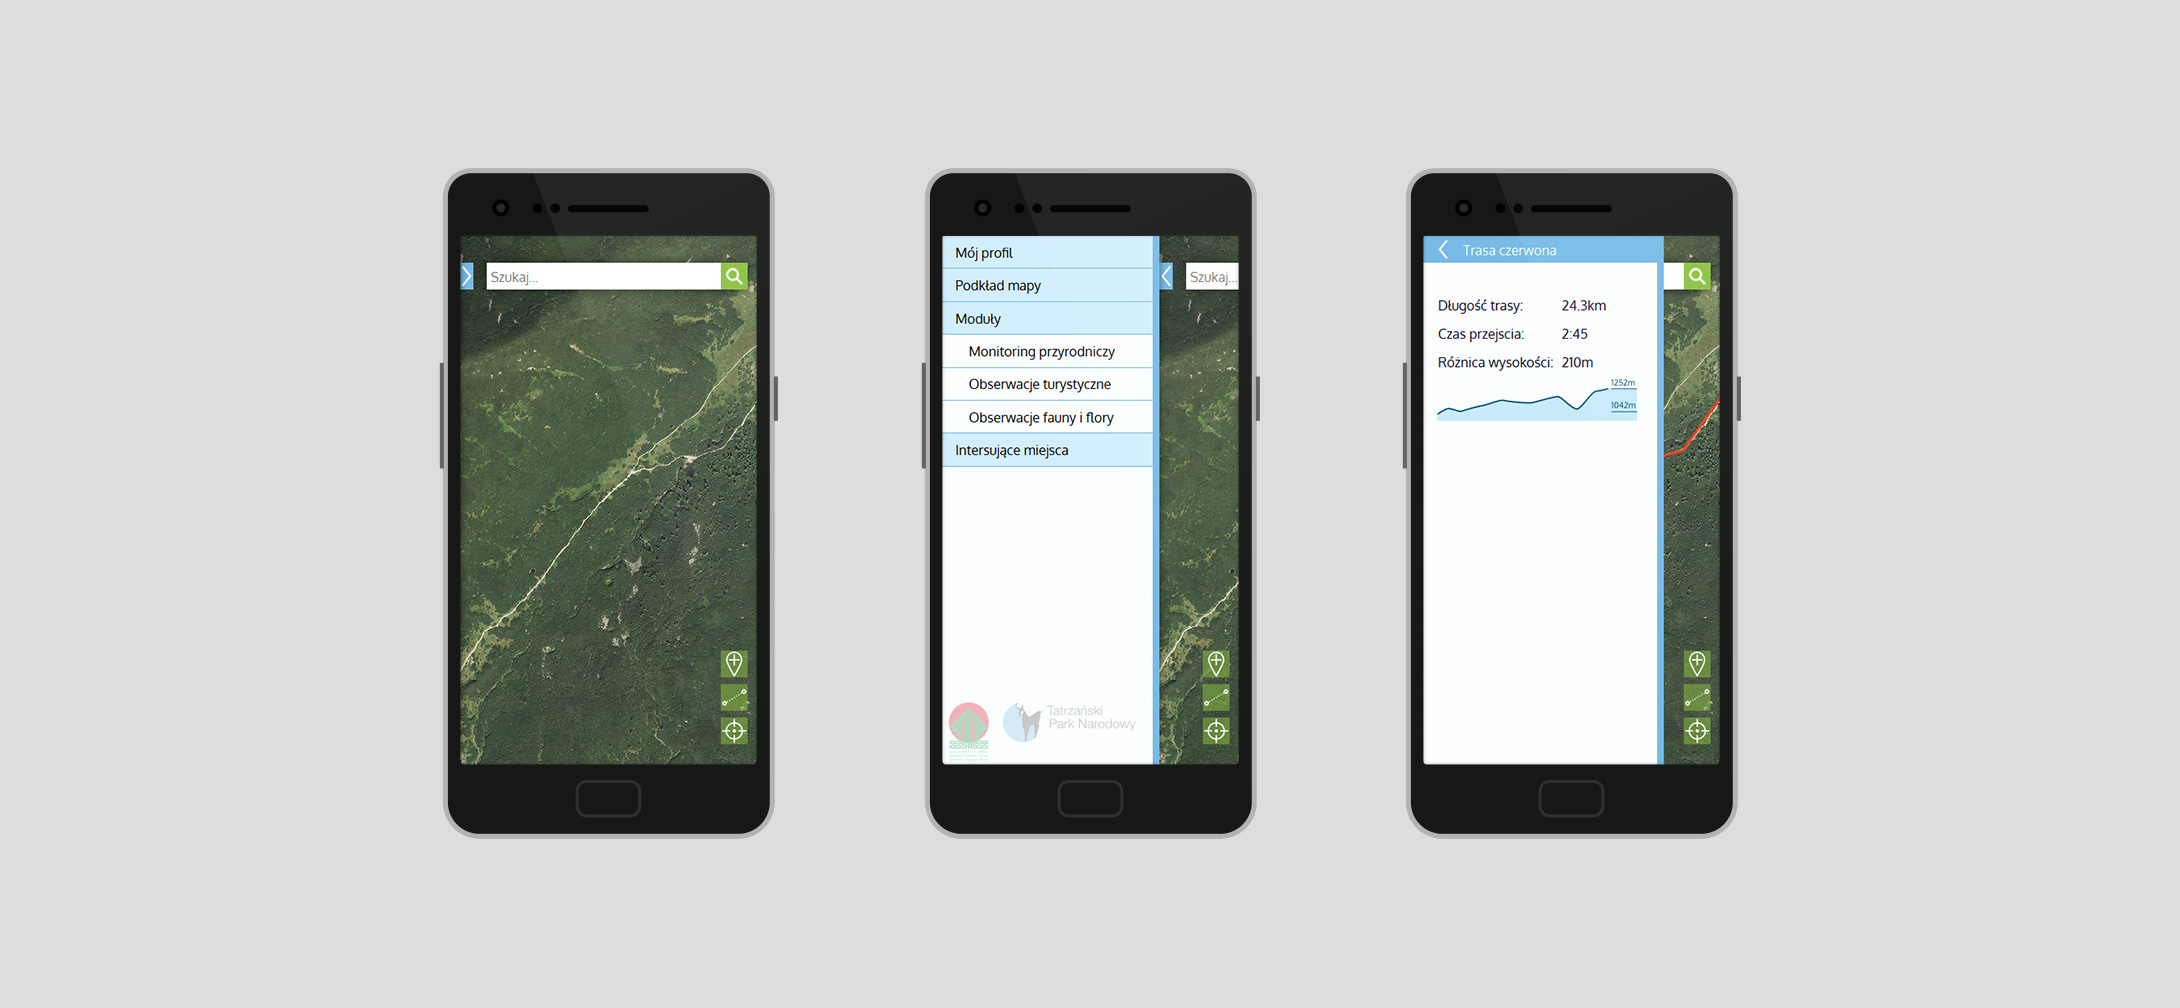 Szukaj...
Mój profil
Podkład mapy
Moduły
Monitoring przyrodniczy
Obserwacje turystyczne
Obserwacje fauny i flory
Intersujące miejsca
Tatrzański
Park Narodowy
Szukaj...
Trasa czerwona
Długość trasy: 24.3km
Czas przejscia: 2:45
Różnica wysokości: 210m
1252m
1042m